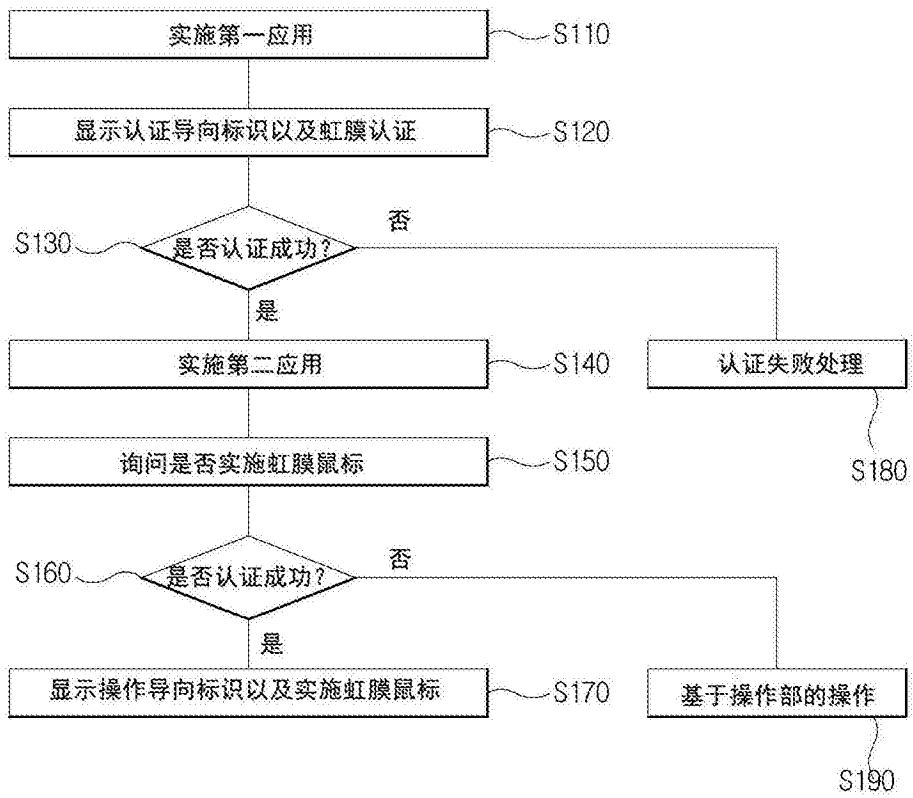 实施第一应用
S110
显示认证导向标识以及虹膜认证
S120
S130
是否认证成功?
否
是
实施第二应用
S140
认证失败处理
S180
询问是否实施虹膜鼠标
S150
S160
是否认证成功?
否
是
显示操作导向标识以及实施虹膜鼠标
S170
基于操作部的操作
S190